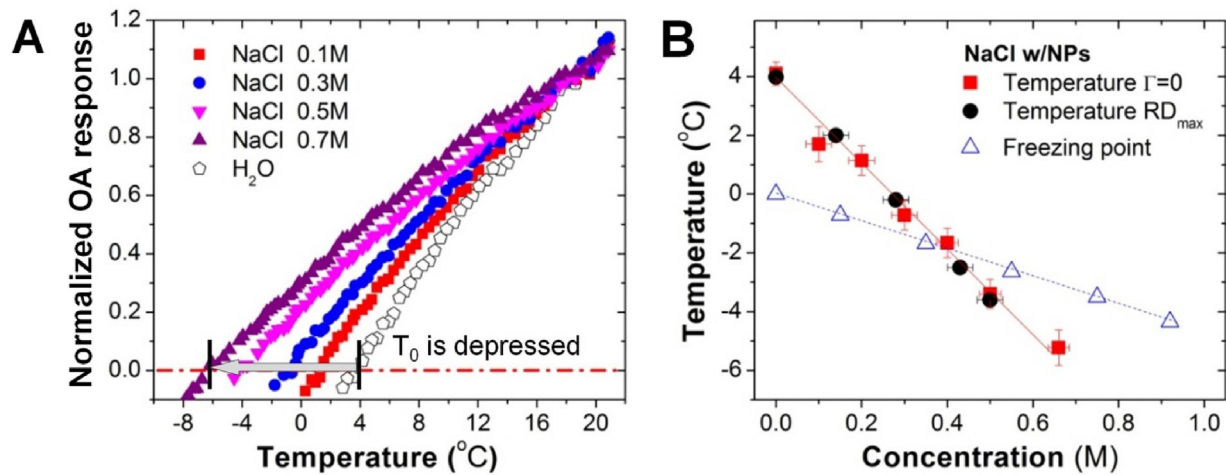 A
Normalized OA response
1.2
1.0
0.8
0.6
0.4
0.2
0.0
NaCl 0.1M
NaCl 0.3M
NaCl 0.5M
NaCl 0.7M
H₂O
T₀ is depressed
-8 -4 0 4 8 12 16 20
Temperature (°C)
B
Temperature (°C)
4
2
0
-2
-4
-6
NaCl w/NPs
Temperature Γ=0
Temperature RDmax
Freezing point
0.0 0.2 0.4 0.6 0.8 1.0
Concentration (M)